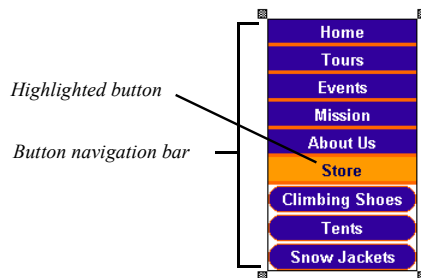 Home
Tours
Events
Highlighted button
Mission
About Us
Button navigation bar
Store
Climbing Shoes
Tents
Snow Jackets